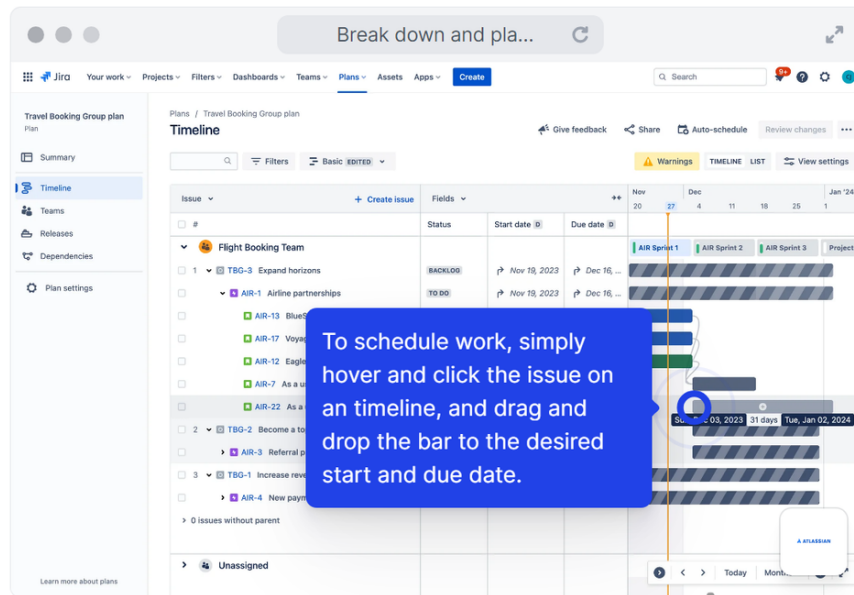 Break down and pla...
Jira Your work Projects Filters Dashboards Teams Plans Assets Apps Create Search 9+
Travel Booking Group plan
Plan
Summary
Timeline
Teams
Releases
Dependencies
Plan settings
Learn more about plans
Plans / Travel Booking Group plan
Timeline
Give feedback Share Auto-schedule Review changes
Filters Basic EDITED Warnings TIMELINE LIST View settings
Issue + Create issue Fields Nov Dec Jan '24
20 27 4 11 18 25 1
# Status Start date D Due date D
Flight Booking Team AIR Sprint 1 AIR Sprint 2 AIR Sprint 3 Project
1 TBG-3 Expand horizons BACKLOG Nov 19, 2023 Dec 16, ...
AIR-1 Airline partnerships TO DO Nov 19, 2023 Dec 16, ...
AIR-13
AIR-17
AIR-12 Eagle
AIR-7 As a u
AIR-22 As a
Sun, Dec 03, 2023 31 days Tue, Jan 02, 2024
2 TBG-2 Become a to
AIR-3 Referral p
3 TBG-1 Increase reve
AIR-4 New paym
0 issues without parent
Unassigned
Today Month
To schedule work, simply
hover and click the issue on
an timeline, and drag and
drop the bar to the desired
start and due date.
ATLASSIAN